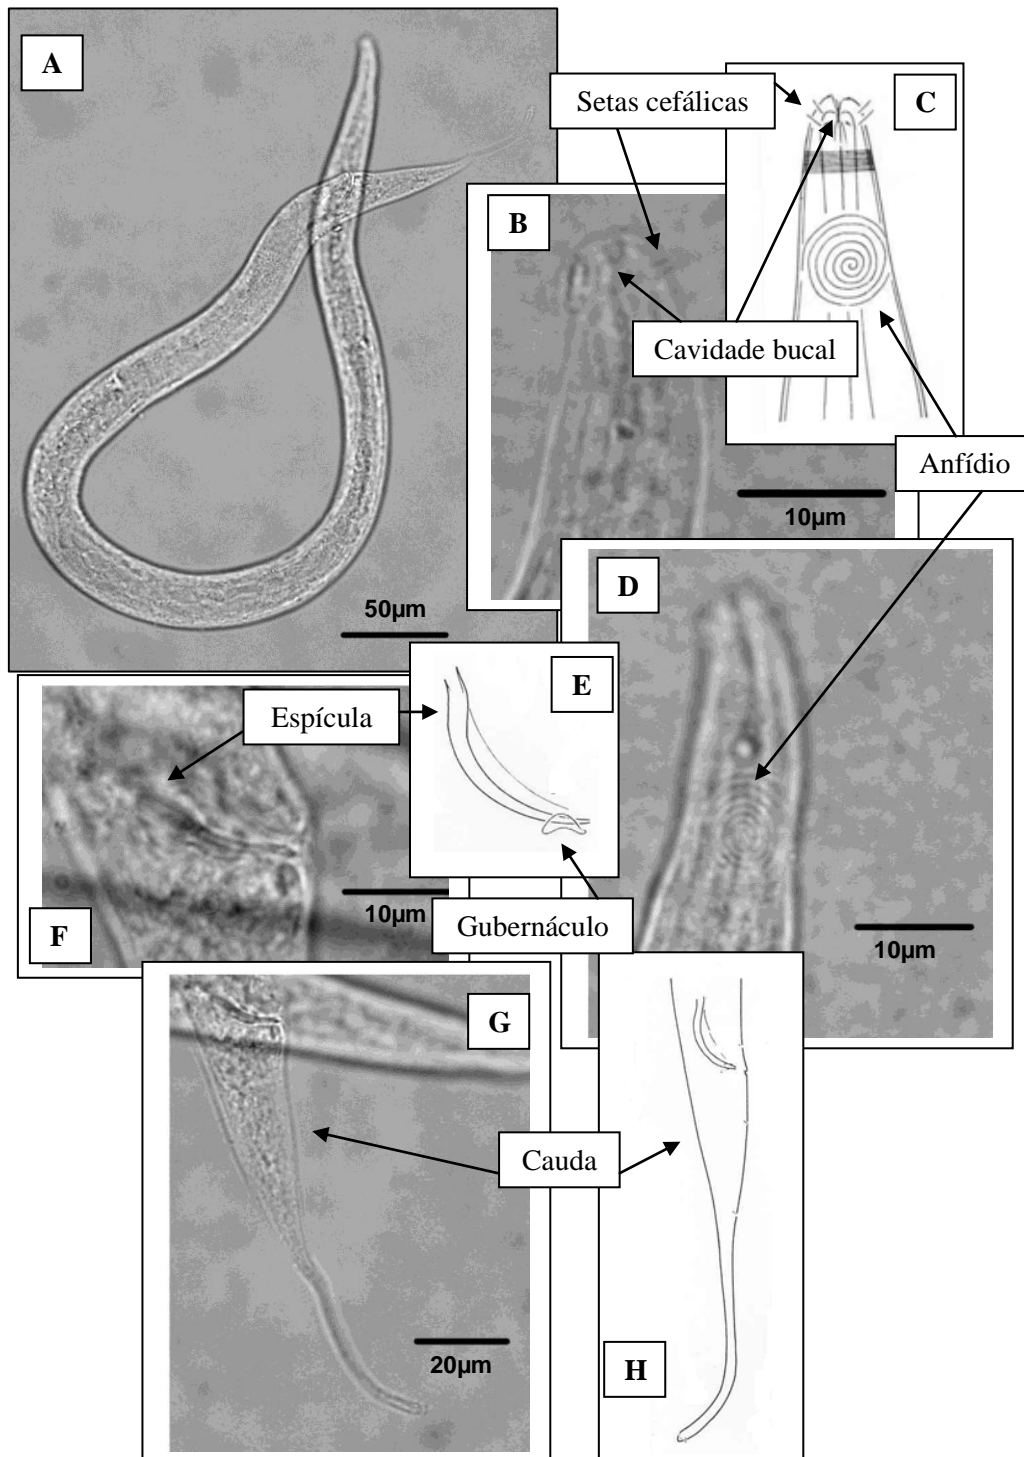 A
Setas cefálicas
C
B
Cavidade bucal
Anfídio
10µm
D
50µm
E
Espícula
10µm
F
Gubernáculo
10µm
G
Cauda
20µm
H